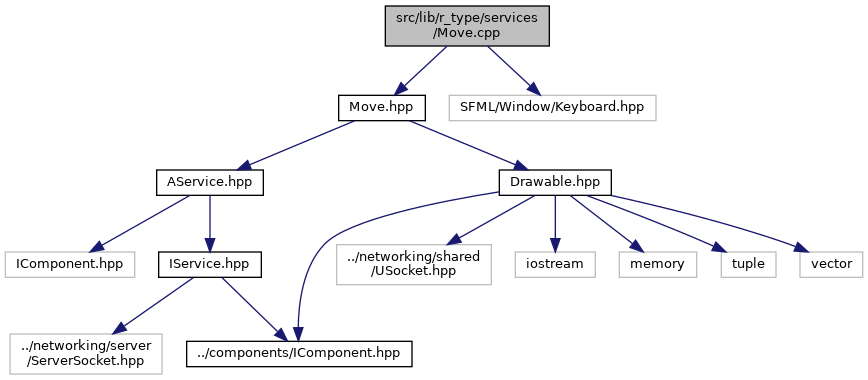 src/lib/r_type/services
/Move.cpp
Move.hpp
SFML/Window/Keyboard.hpp
AService.hpp
Drawable.hpp
IComponent.hpp
IService.hpp
../networking/shared
/USocket.hpp
iostream
memory
tuple
vector
../networking/server
/ServerSocket.hpp
../components/IComponent.hpp